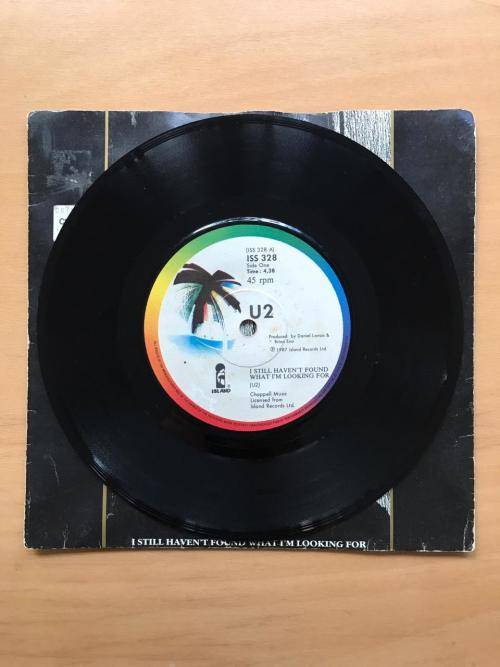 (ISS 328 A)
ISS 328
Side One
Time : 4,38
45 rpm
U2
Produced by Daniel Lanois &
Brian Eno
℗ 1987 Island Records Ltd.
I STILL HAVEN'T FOUND
WHAT I'M LOOKING FOR
(U2)
Chappell Music
Licensed from
Island Records Ltd.
ISLAND
I STILL HAVEN'T FOUND WHAT I'M LOOKING FOR